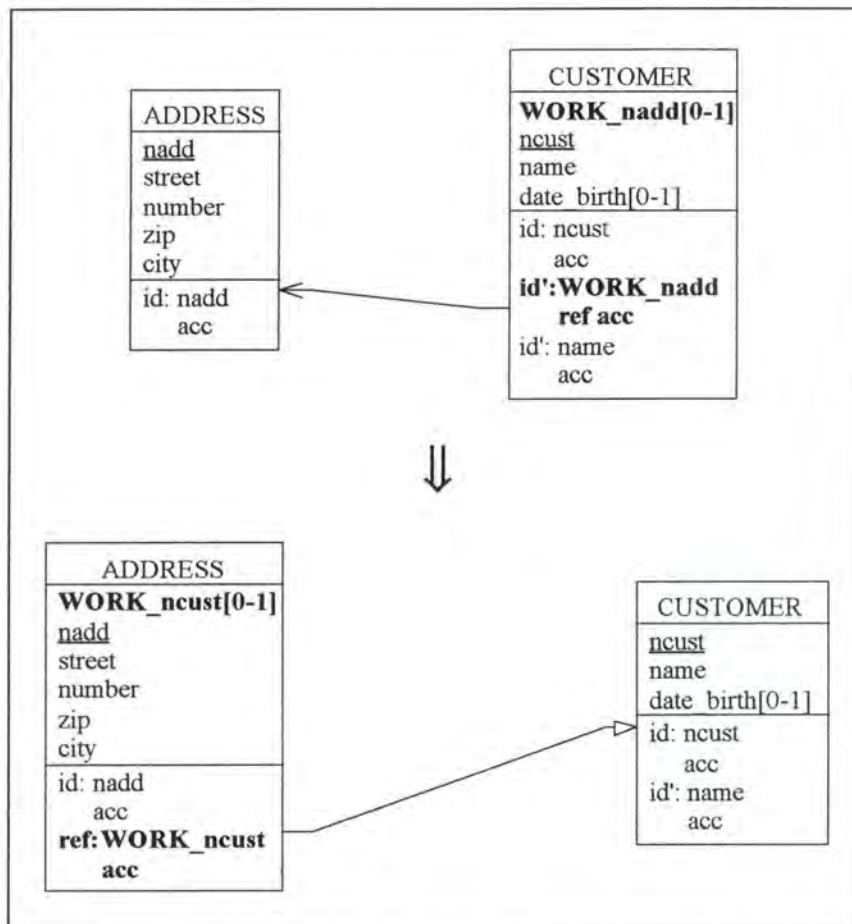 ADDRESS
nadd
street
number
zip
city
id: nadd
acc
CUSTOMER
WORK_nadd[0-1]
ncust
name
date_birth[0-1]
id: ncust
acc
id':WORK_nadd
ref acc
id': name
acc
⇓
ADDRESS
WORK_ncust[0-1]
nadd
street
number
zip
city
id: nadd
acc
ref:WORK_ncust
acc
CUSTOMER
ncust
name
date_birth[0-1]
id: ncust
acc
id': name
acc